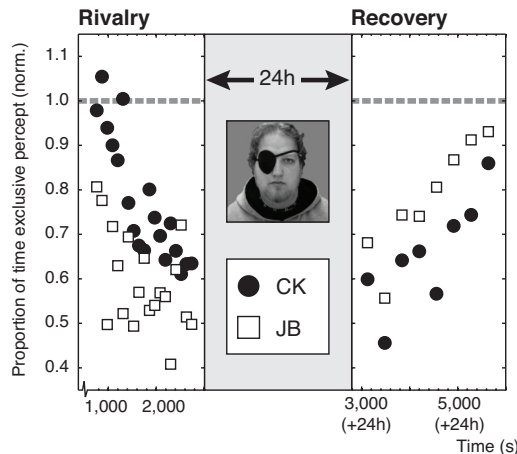 Rivalry
Recovery
Proportion of time exclusive percept (norm.)
1.1
1.0
0.9
0.8
0.7
0.6
0.5
0.4
24h
CK
JB
1,000
2,000
3,000
(+24h)
5,000
(+24h)
Time (s)